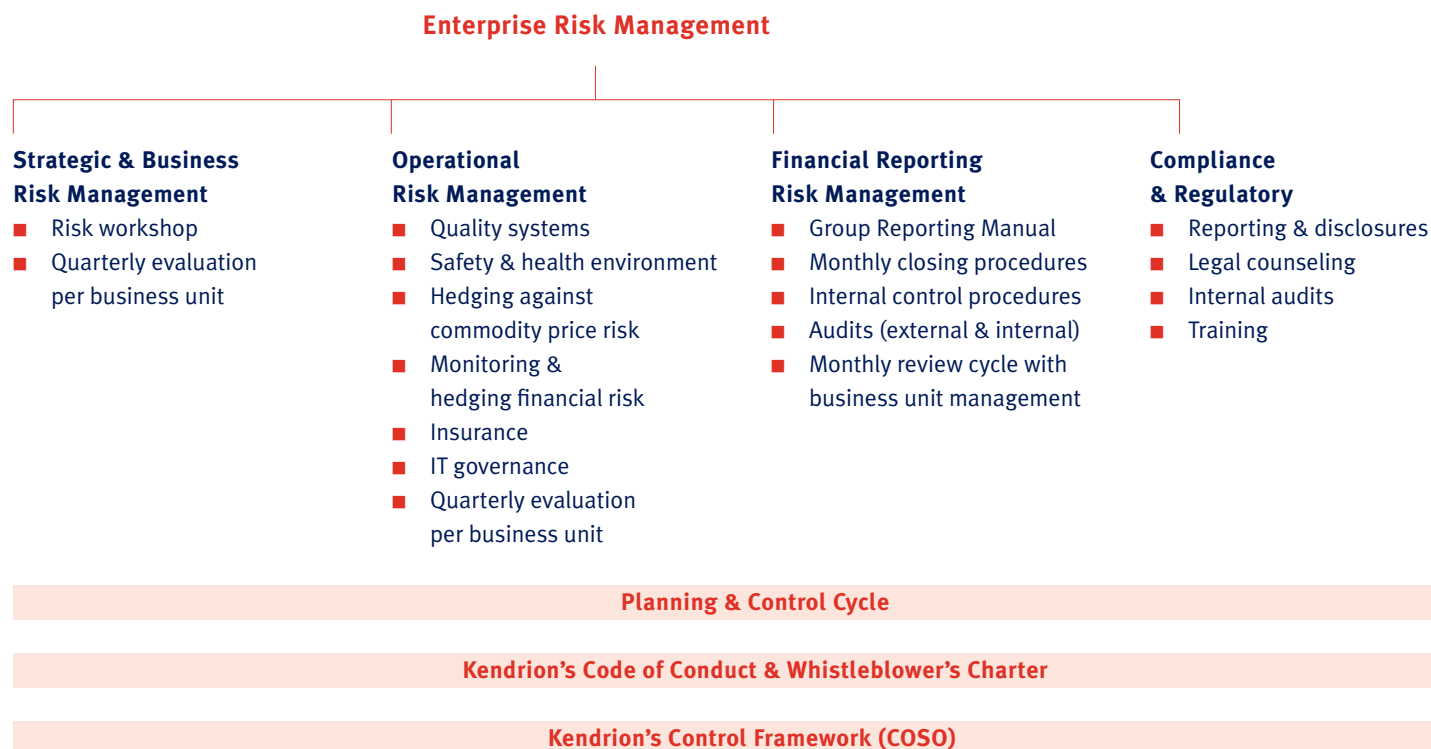 Enterprise Risk Management
Strategic & Business
Risk Management
Risk workshop
Quarterly evaluation
per business unit
Operational
Risk Management
Quality systems
Safety & health environment
Hedging against
commodity price risk
Monitoring &
hedging financial risk
Insurance
IT governance
Quarterly evaluation
per business unit
Financial Reporting
Risk Management
Group Reporting Manual
Monthly closing procedures
Internal control procedures
Audits (external & internal)
Monthly review cycle with
business unit management
Compliance
& Regulatory
Reporting & disclosures
Legal counseling
Internal audits
Training
Planning & Control Cycle
Kendrion’s Code of Conduct & Whistleblower’s Charter
Kendrion’s Control Framework (COSO)